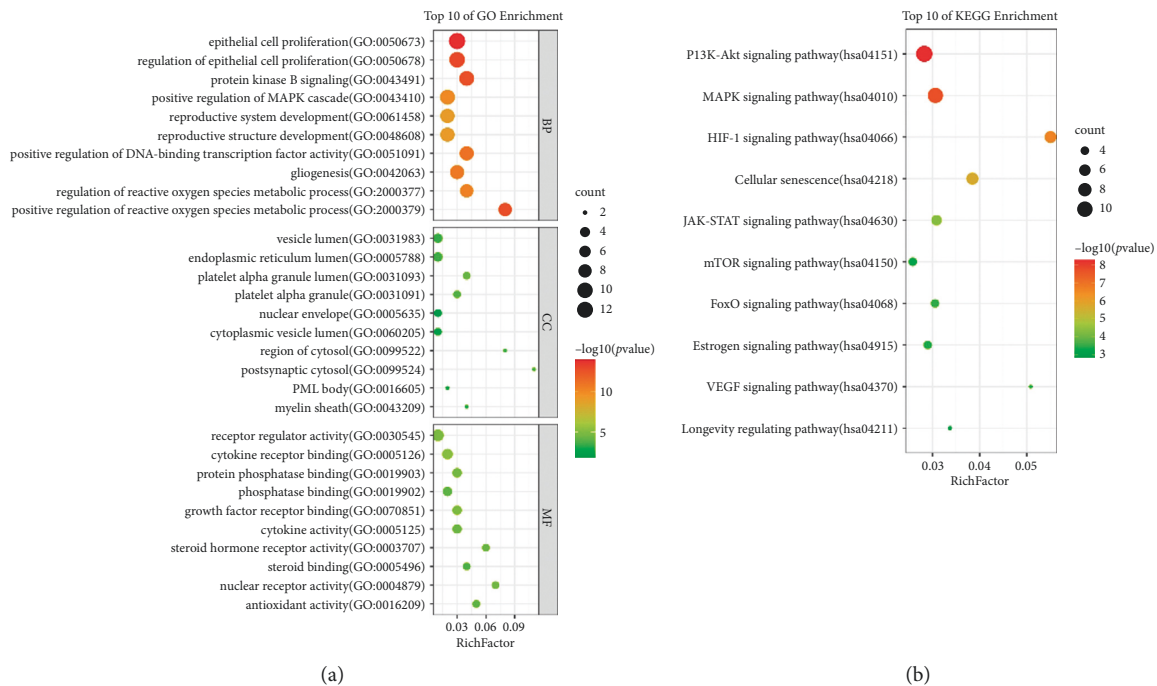 Top 10 of GO Enrichment
epithelial cell proliferation(GO:0050673)
regulation of epithelial cell proliferation(GO:0050678)
protein kinase B signaling(GO:0043491)
positive regulation of MAPK cascade(GO:0043410)
reproductive system development(GO:0061458)
reproductive structure development(GO:0048608)
positive regulation of DNA-binding transcription factor activity(GO:0051091)
gliogenesis(GO:0042063)
regulation of reactive oxygen species metabolic process(GO:2000377)
positive regulation of reactive oxygen species metabolic process(GO:2000379)
BP
vesicle lumen(GO:0031983)
endoplasmic reticulum lumen(GO:0005788)
platelet alpha granule lumen(GO:0031093)
platelet alpha granule(GO:0031091)
nuclear envelope(GO:0005635)
cytoplasmic vesicle lumen(GO:0060205)
region of cytosol(GO:0099522)
postsynaptic cytosol(GO:0099524)
PML body(GO:0016605)
myelin sheath(GO:0043209)
CC
receptor regulator activity(GO:0030545)
cytokine receptor binding(GO:0005126)
protein phosphatase binding(GO:0019903)
phosphatase binding(GO:0019902)
growth factor receptor binding(GO:0070851)
cytokine activity(GO:0005125)
steroid hormone receptor activity(GO:0003707)
steroid binding(GO:0005496)
nuclear receptor activity(GO:0004879)
antioxidant activity(GO:0016209)
MF
0.03 0.06 0.09
RichFactor
count
2
4
6
8
10
12
−log10(pvalue)
10
5
(a)
Top 10 of KEGG Enrichment
P13K-Akt signaling pathway(hsa04151)
MAPK signaling pathway(hsa04010)
HIF-1 signaling pathway(hsa04066)
Cellular senescence(hsa04218)
JAK-STAT signaling pathway(hsa04630)
mTOR signaling pathway(hsa04150)
FoxO signaling pathway(hsa04068)
Estrogen signaling pathway(hsa04915)
VEGF signaling pathway(hsa04370)
Longevity regulating pathway(hsa04211)
0.03 0.04 0.05
RichFactor
count
4
6
8
10
−log10(pvalue)
8
7
6
5
4
3
(b)